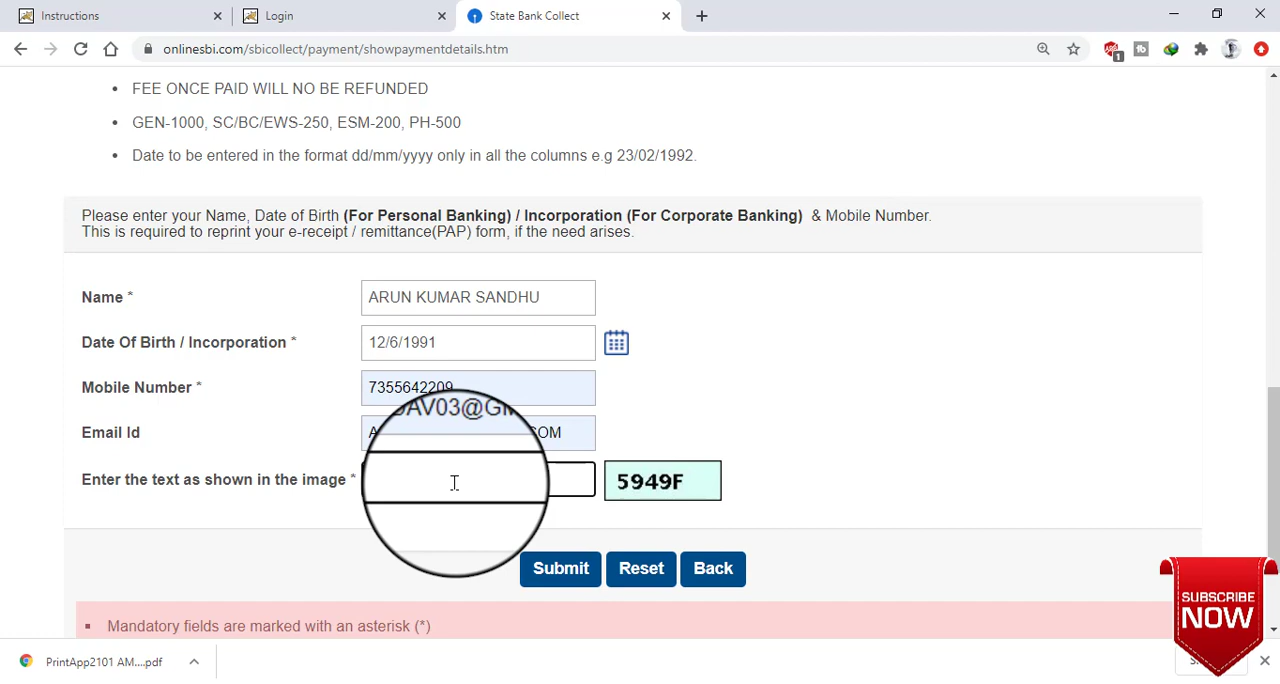 Instructions
Login
State Bank Collect
onlinesbi.com/sbicollect/payment/showpaymentdetails.htm
1
FEE ONCE PAID WILL NO BE REFUNDED
GEN-1000, SC/BC/EWS-250, ESM-200, PH-500
Date to be entered in the format dd/mm/yyyy only in all the columns e.g 23/02/1992.
Please enter your Name, Date of Birth (For Personal Banking) / Incorporation (For Corporate Banking) & Mobile Number.
This is required to reprint your e-receipt / remittance(PAP) form, if the need arises.
Name * ARUN KUMAR SANDHU
Date Of Birth / Incorporation * 12/6/1991
Mobile Number * 7355642209
DAV03@GM
Email Id A COM
Enter the text as shown in the image * 5949F
Submit Reset Back
Mandatory fields are marked with an asterisk (*)
SUBSCRIBE
NOW
PrintApp2101 AM....pdf